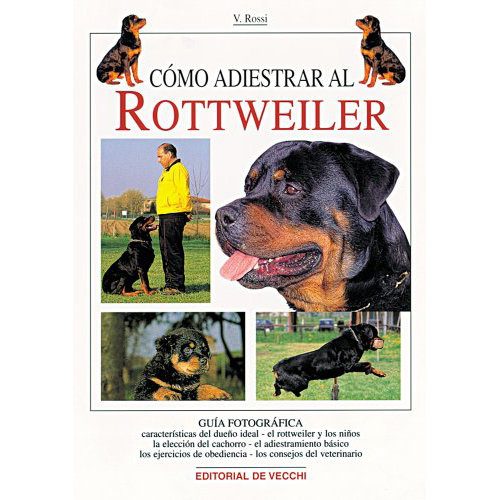 V. Rossi
CÓMO ADIESTRAR AL
ROTTWEILER
GUÍA FOTOGRÁFICA
características del dueño ideal - el rottweiler y los niños
la elección del cachorro - el adiestramiento básico
los ejercicios de obediencia - los consejos del veterinario
EDITORIAL DE VECCHI